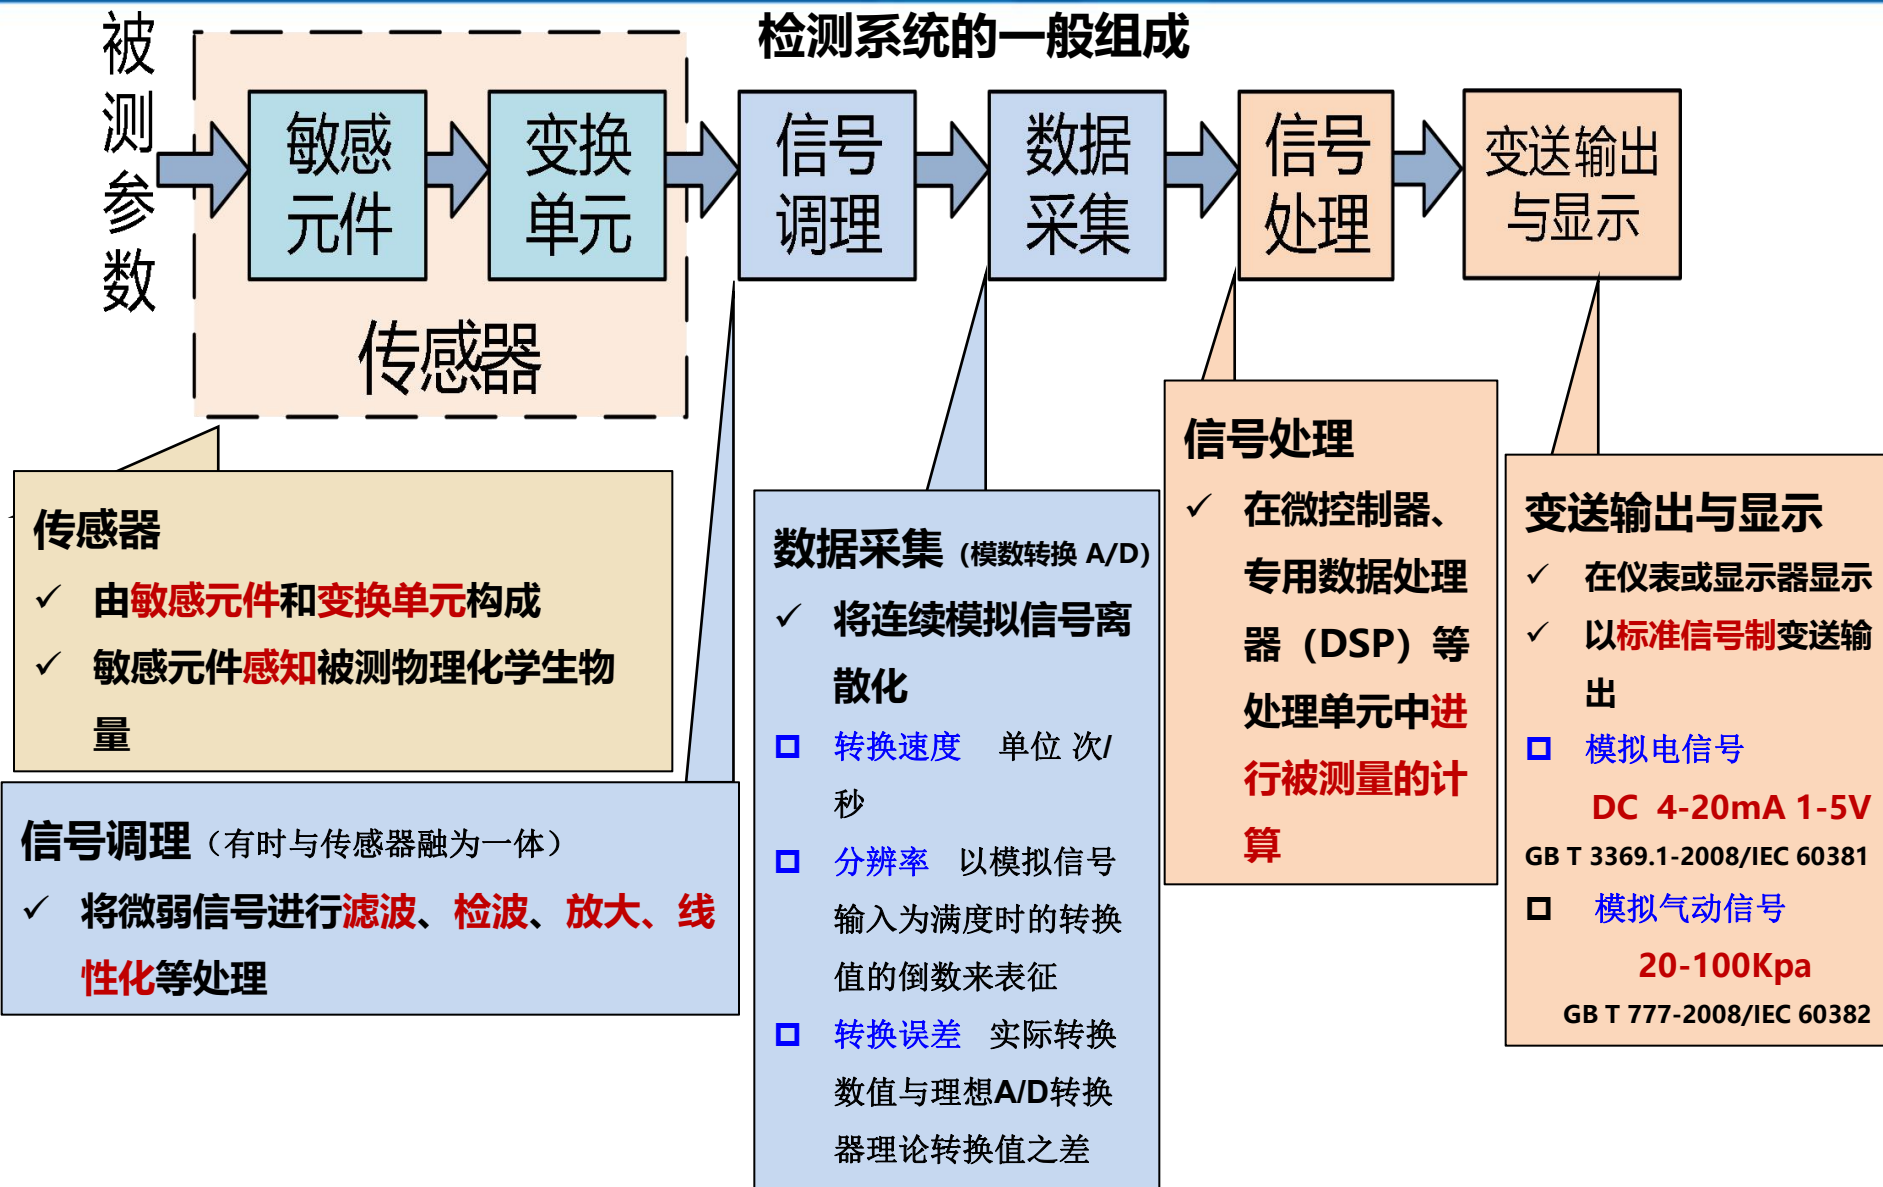 检测系统的一般组成
被
测
参
数
敏感
元件
变换
单元
传感器
信号
调理
数据
采集
信号
处理
变送输出
与显示
传感器
✓ 由敏感元件和变换单元构成
✓ 敏感元件感知被测物理化学生物
量
信号调理（有时与传感器融为一体）
✓ 将微弱信号进行滤波、检波、放大、线
性化等处理
数据采集（模数转换 A/D）
✓ 将连续模拟信号离
散化
转换速度 单位 次/
秒
分辨率 以模拟信号
输入为满度时的转换
值的倒数来表征
转换误差 实际转换
数值与理想A/D转换
器理论转换值之差
信号处理
✓ 在微控制器、
专用数据处理
器（DSP）等
处理单元中进
行被测量的计
算
变送输出与显示
✓ 在仪表或显示器显示
✓ 以标准信号制变送输
出
模拟电信号
DC 4-20mA 1-5V
GB T 3369.1-2008/IEC 60381
模拟气动信号
20-100Kpa
GB T 777-2008/IEC 60382